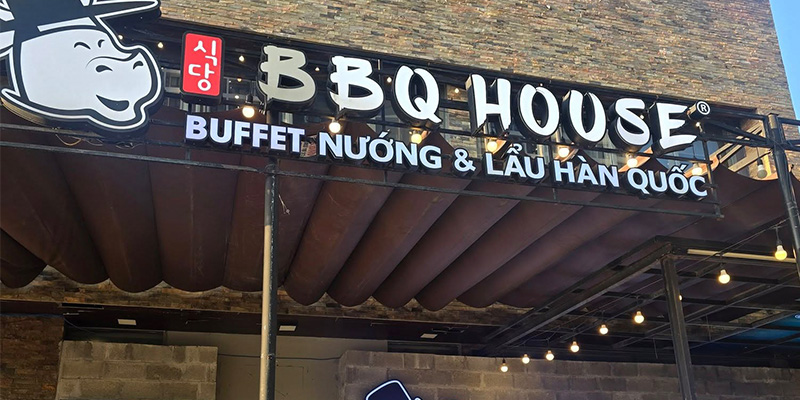 식당
BBQ HOUSE®
BUFFET NƯỚNG & LẨU HÀN QUỐC